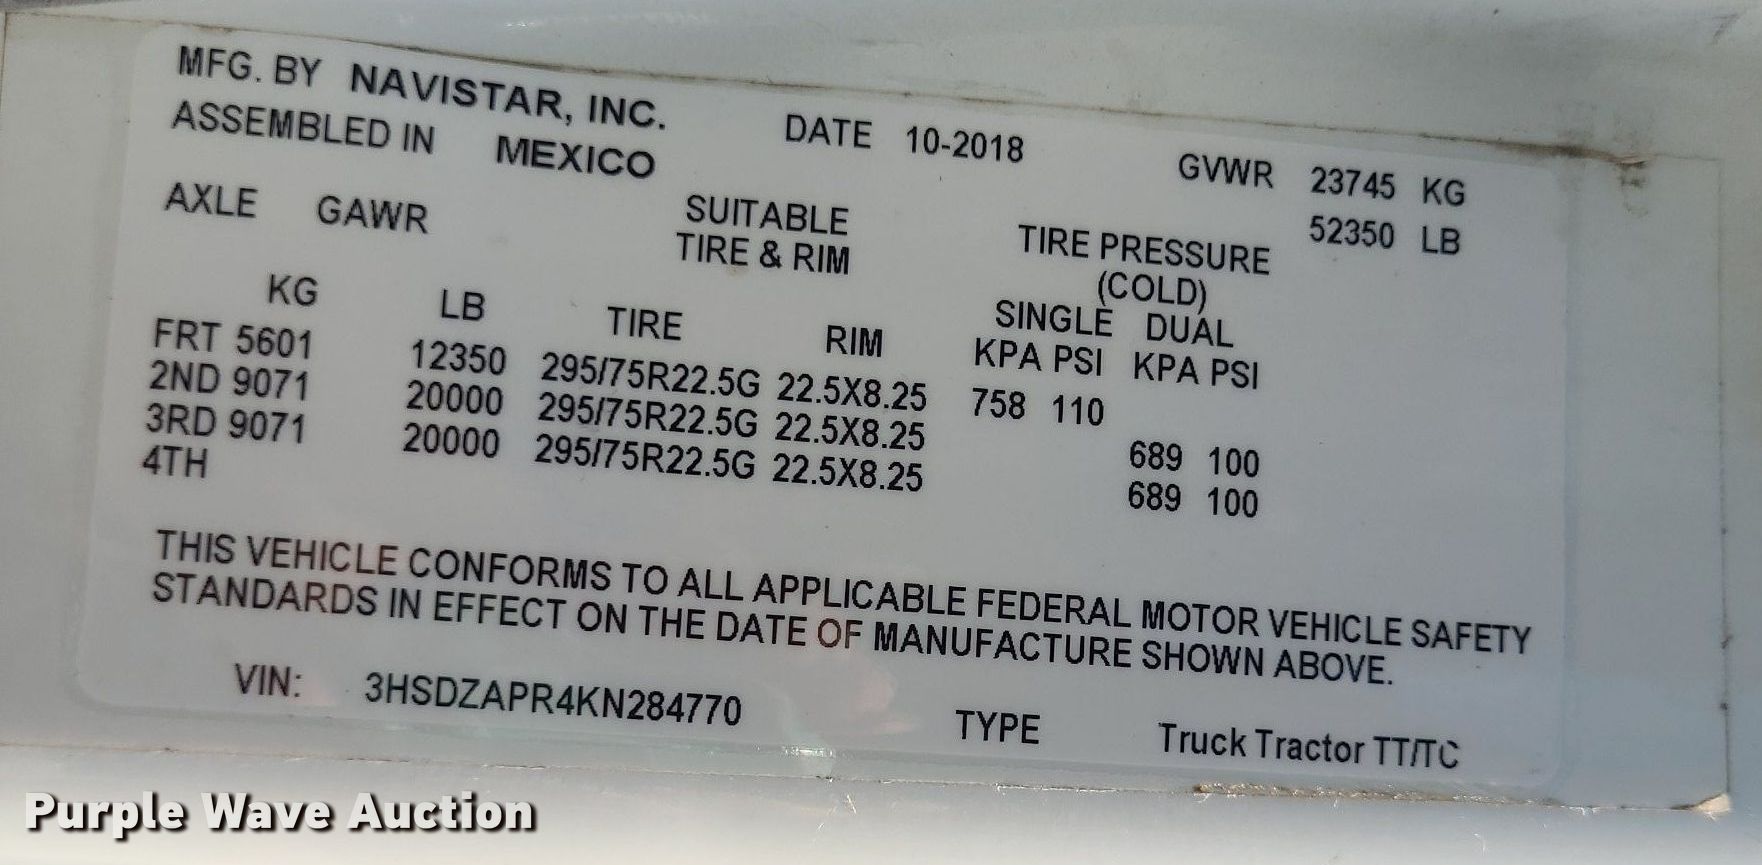 MFG. BY NAVISTAR, INC. DATE 10-2018 GVWR 23745 KG
ASSEMBLED IN MEXICO 52350 LB
AXLE GAWR SUITABLE TIRE PRESSURE
TIRE & RIM (COLD)
SINGLE DUAL
KG LB TIRE RIM KPA PSI KPA PSI
FRT 5601 12350 295/75R22.5G 22.5X8.25 758 110
2ND 9071 20000 295/75R22.5G 22.5X8.25 689 100
3RD 9071 20000 295/75R22.5G 22.5X8.25 689 100
4TH
THIS VEHICLE CONFORMS TO ALL APPLICABLE FEDERAL MOTOR VEHICLE SAFETY
STANDARDS IN EFFECT ON THE DATE OF MANUFACTURE SHOWN ABOVE.
VIN: 3HSDZAPR4KN284770 TYPE Truck Tractor TT/TC
Purple Wave Auction